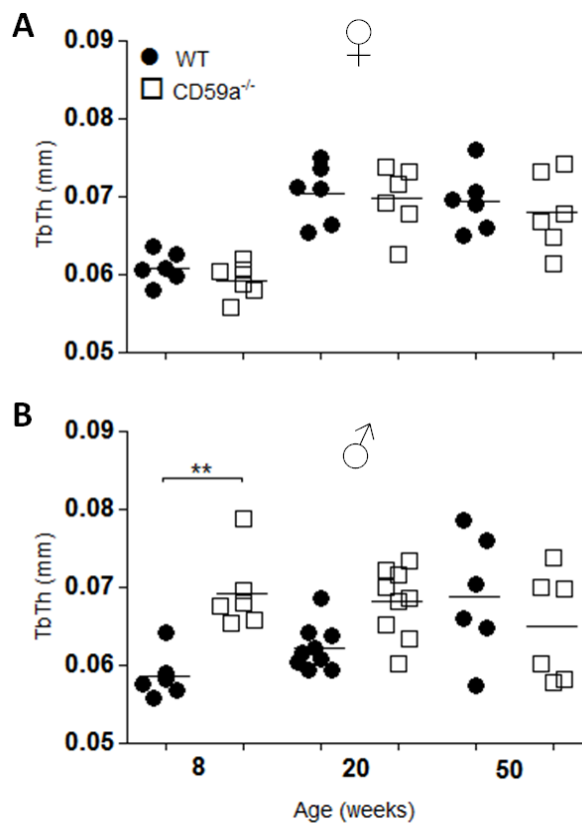 A
0.09
♀
WT
CD59a-/-
0.08
TbTh (mm)
0.07
0.06
0.05
B
0.09
♂
**
0.08
TbTh (mm)
0.07
0.06
0.05
8 20 50
Age (weeks)